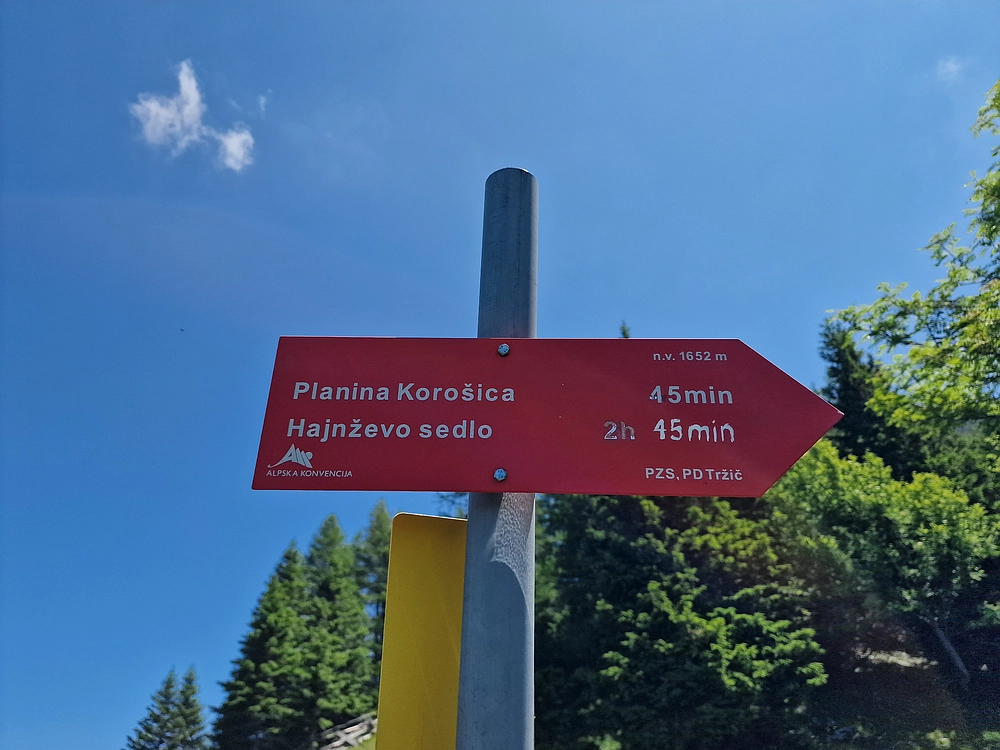 n.v. 1652 m
Planina Korošica 45min
Hajnževo sedlo 2h 45min
ALPSKA KONVENCIJA
PZS, PD Tržič